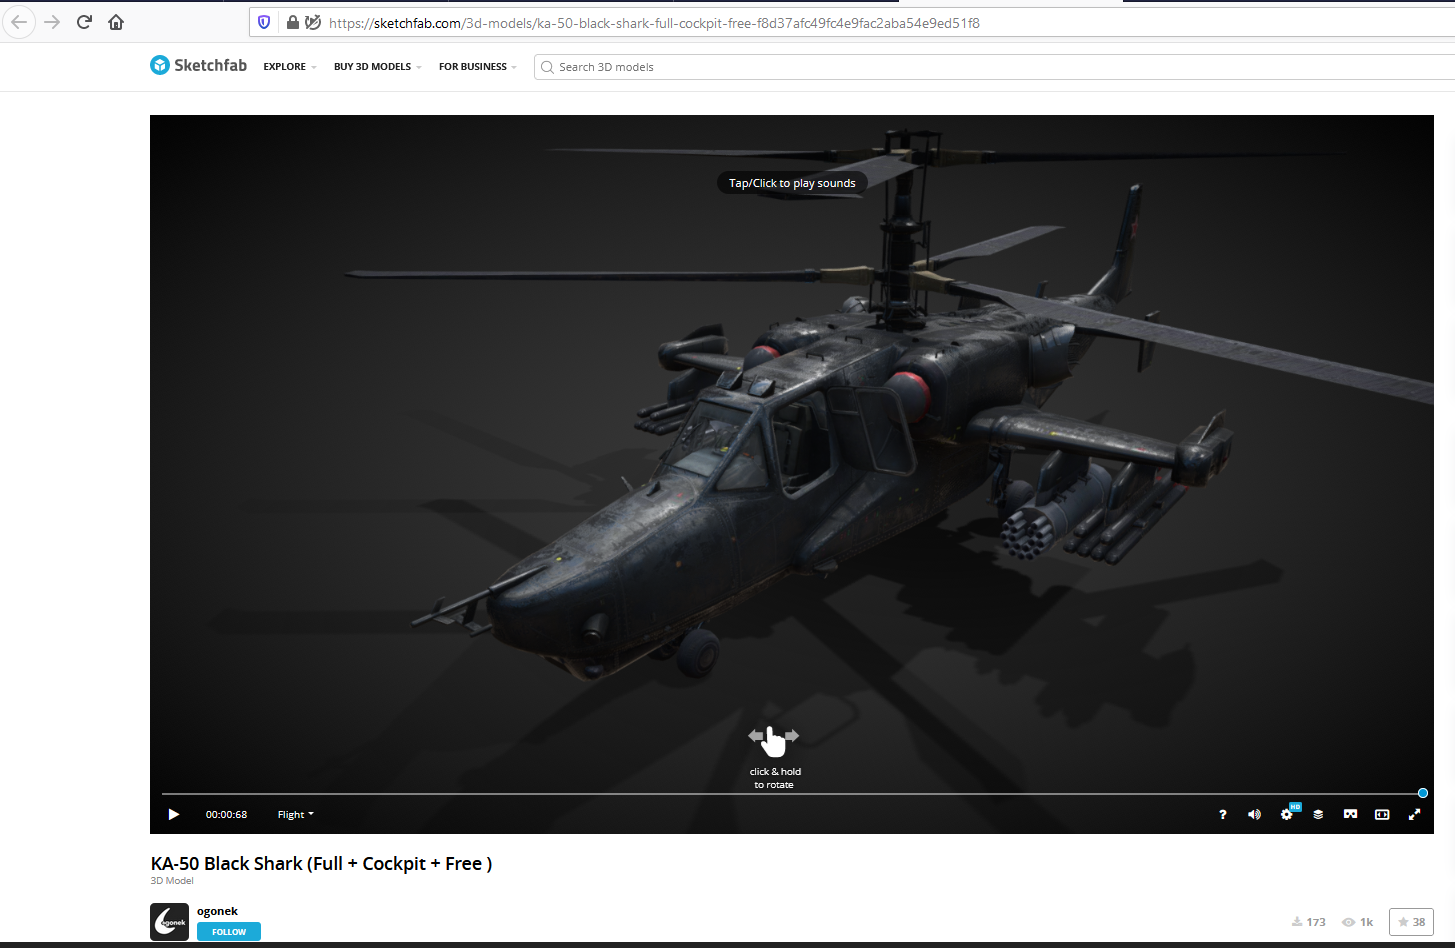 https://sketchfab.com/3d-models/ka-50-black-shark-full-cockpit-free-f8d37afc49fc4e9fac2aba54e9ed51f8
Sketchfab EXPLORE BUY 3D MODELS FOR BUSINESS Search 3D models
Tap/Click to play sounds
click & hold
to rotate
00:00:68 Flight ? HD
KA-50 Black Shark (Full + Cockpit + Free )
3D Model
ogonek
ogonek
FOLLOW
173 1k 38